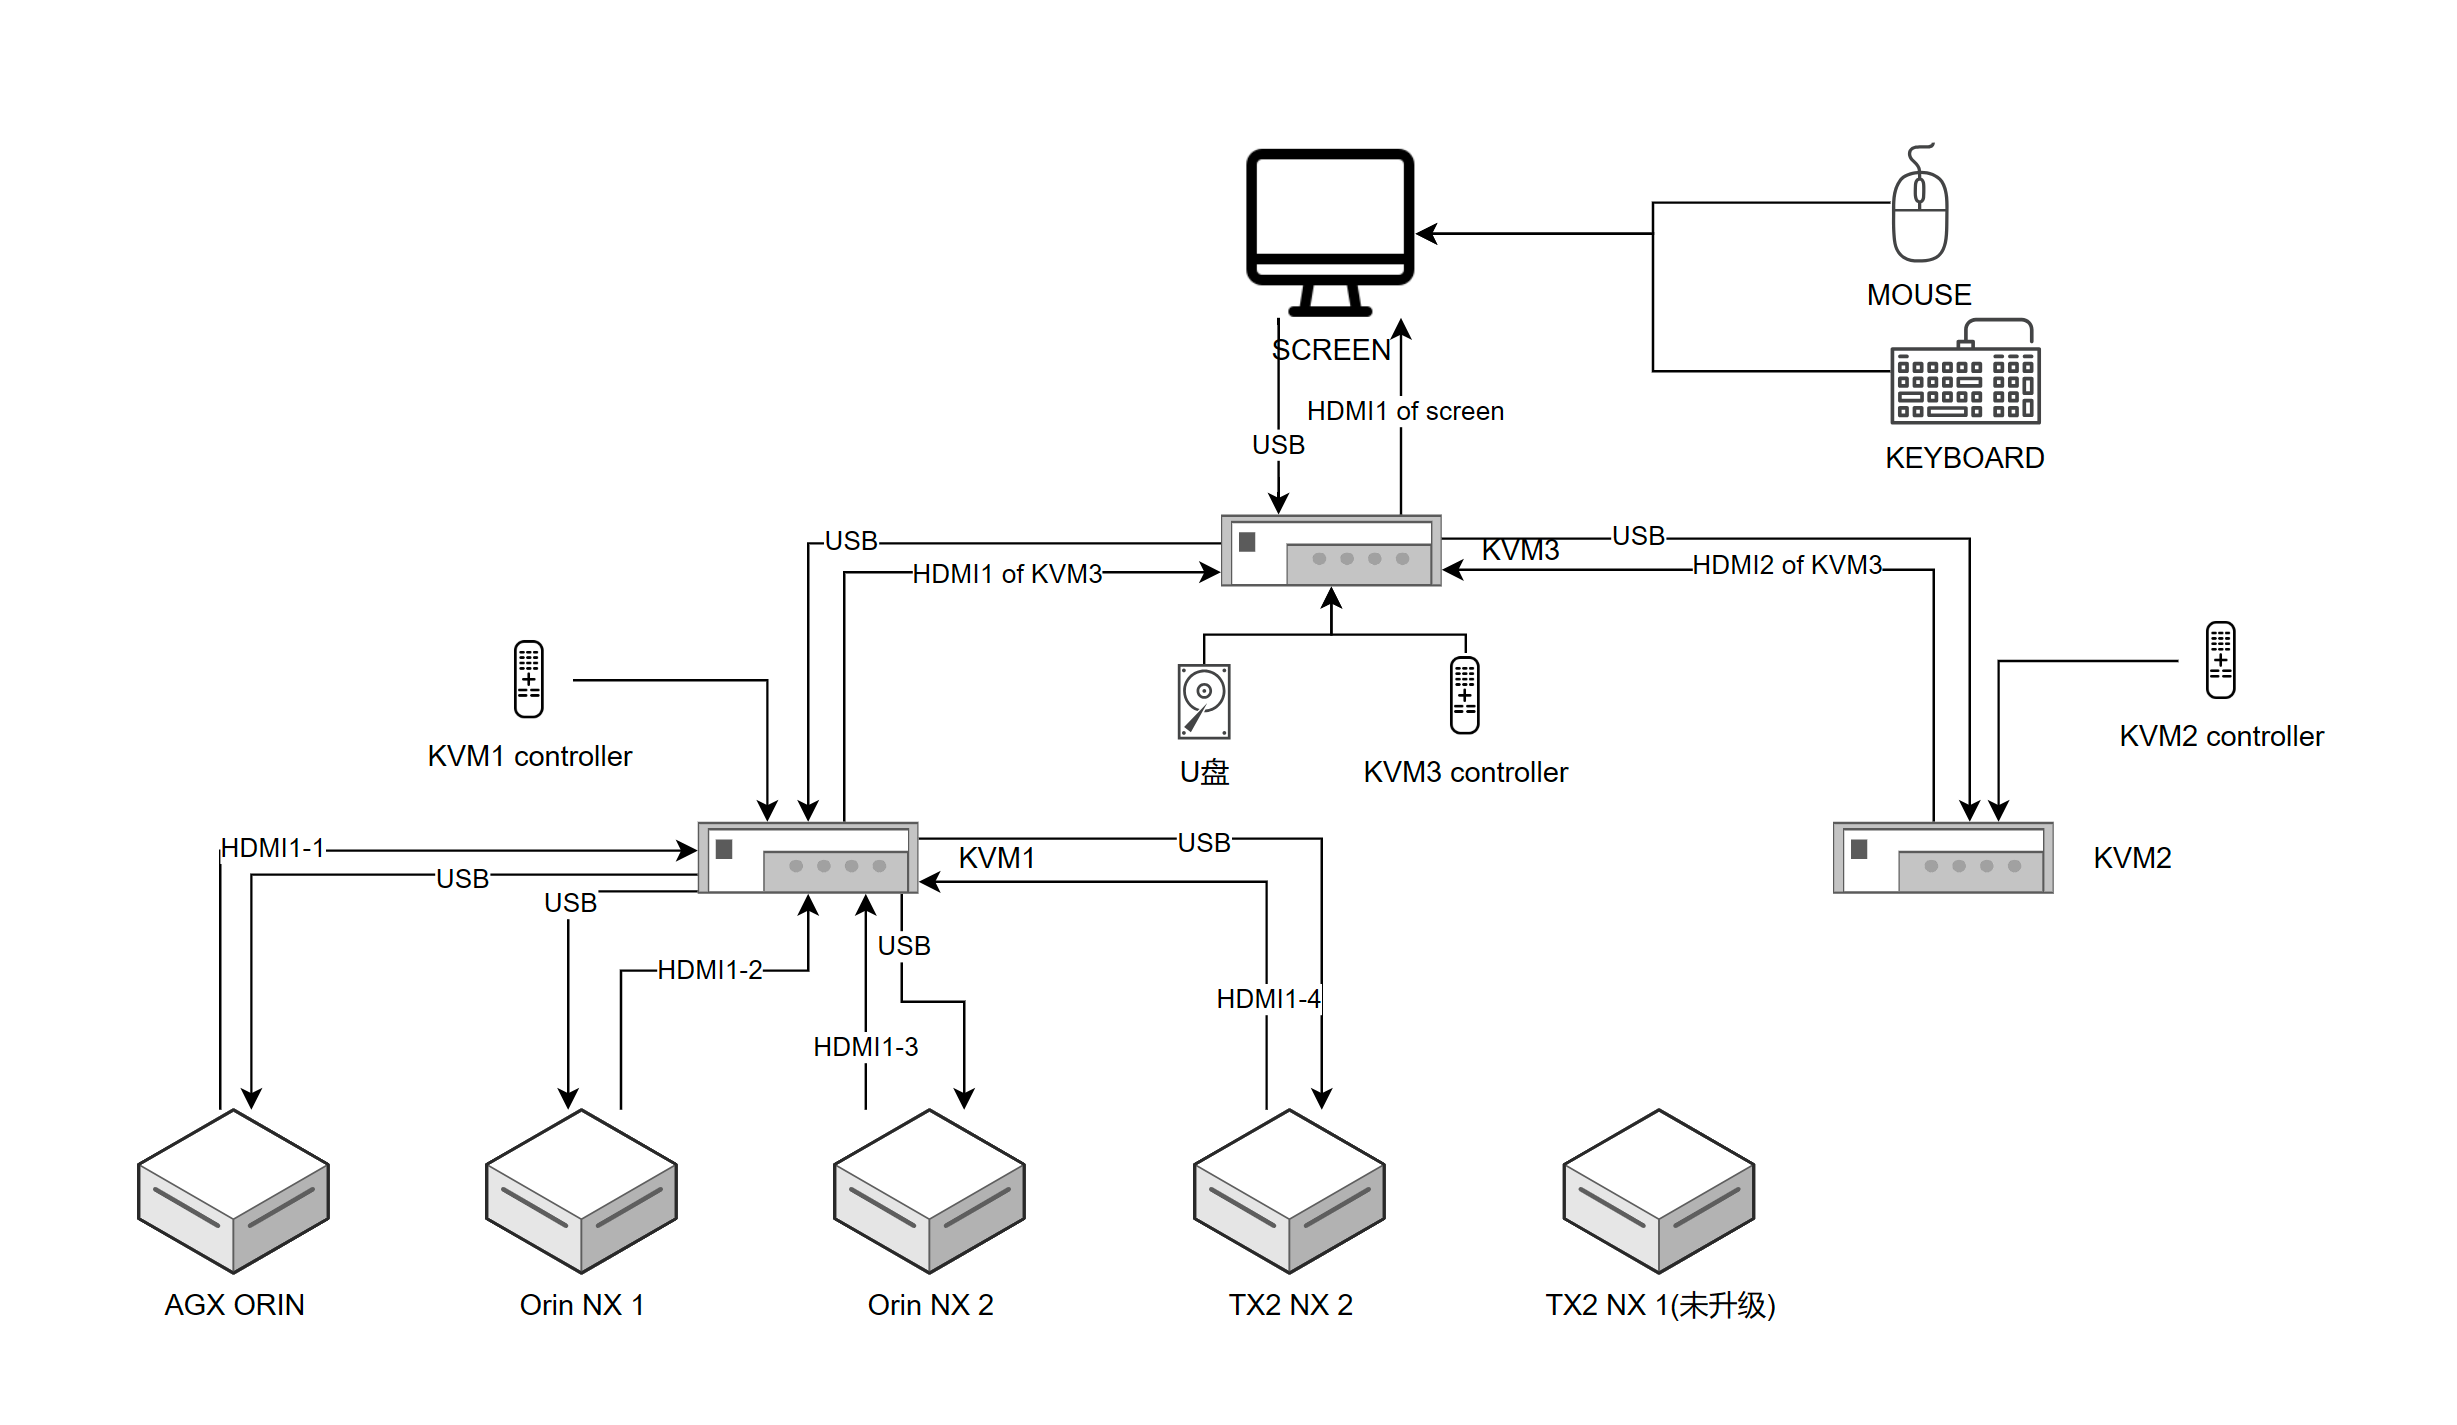 MOUSE
SCREEN
HDMI1 of screen
USB
KEYBOARD
USB
KVM3
USB
HDMI1 of KVM3
HDMI2 of KVM3
KVM1 controller
U盘
KVM3 controller
KVM2 controller
HDMI1-1
USB
USB
KVM1
USB
KVM2
HDMI1-2
USB
HDMI1-3
HDMI1-4
AGX ORIN
Orin NX 1
Orin NX 2
TX2 NX 2
TX2 NX 1(未升级)